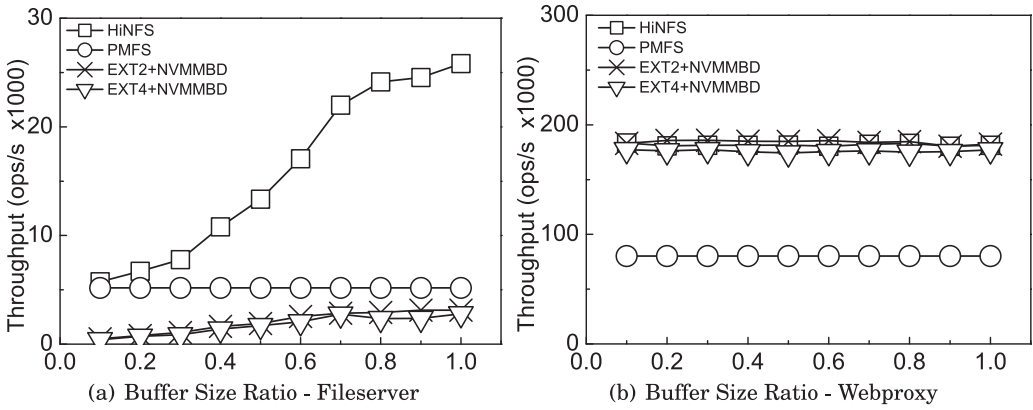 Throughput (ops/s x1000)
30
20
10
0
0.0 0.2 0.4 0.6 0.8 1.0
HiNFS
PMFS
EXT2+NVMMBD
EXT4+NVMMBD
(a) Buffer Size Ratio - Fileserver
Throughput (ops/s x1000)
300
200
100
0
0.0 0.2 0.4 0.6 0.8 1.0
HiNFS
PMFS
EXT2+NVMMBD
EXT4+NVMMBD
(b) Buffer Size Ratio - Webproxy